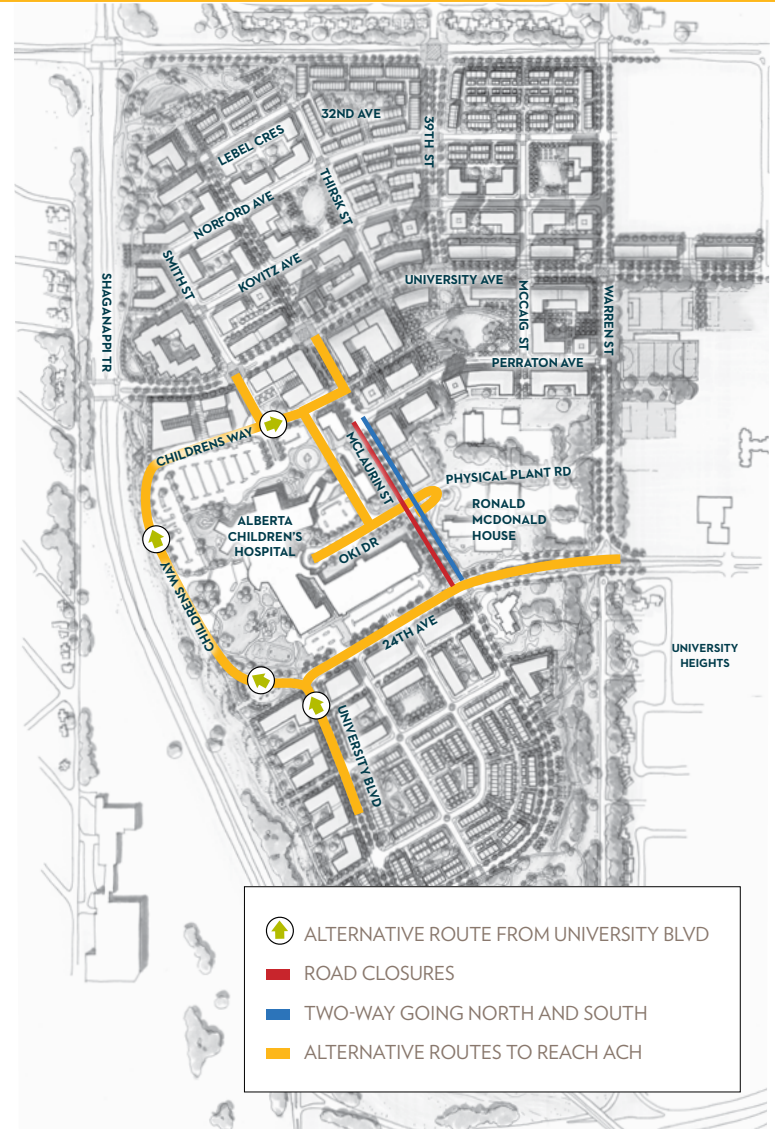 32ND AVE
39TH ST
LEBEL CRES
THIRSK ST
NORFORD AVE
SMITH ST
KOVITZ AVE
UNIVERSITY AVE
SHAGANAPPI TR
MCCAIG ST
WARREN ST
PERRATON AVE
CHILDRENS WAY
MCLAURIN ST
PHYSICAL PLANT RD
RONALD
MCDONALD
HOUSE
ALBERTA
CHILDREN'S
HOSPITAL
OKI DR
CHILDRENS WAY
24TH AVE
UNIVERSITY
HEIGHTS
UNIVERSITY BLVD
ALTERNATIVE ROUTE FROM UNIVERSITY BLVD
ROAD CLOSURES
TWO-WAY GOING NORTH AND SOUTH
ALTERNATIVE ROUTES TO REACH ACH